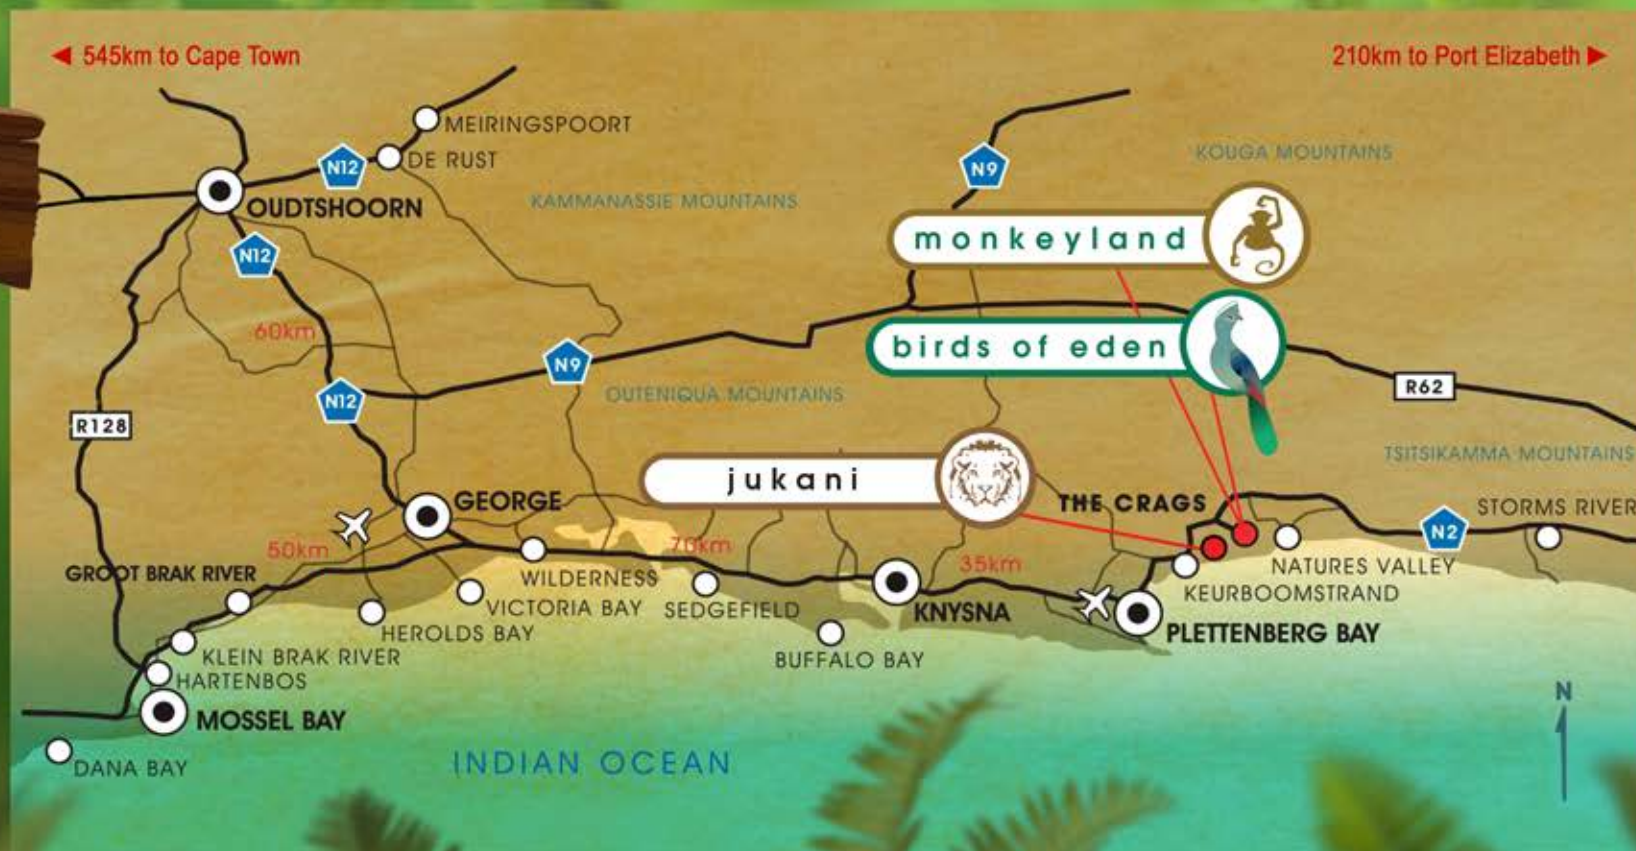 545km to Cape Town
210km to Port Elizabeth
MEIRINGSPOORT
N12
DE RUST
KOUGA MOUNTAINS
N9
KAMMANASSIE MOUNTAINS
OUDTSHOORN
monkeyland
N12
60km
birds of eden
N9
OUTENIQUA MOUNTAINS
R62
N12
R128
TSITSIKAMMA MOUNTAINS
jukani
GEORGE
THE CRAGS
STORMS RIVER
N2
50km
70km
35km
GROOT BRAK RIVER
WILDERNESS
NATURES VALLEY
KEURBOOMSTRAND
VICTORIA BAY
SEDGEFIELD
KNYSNA
HEROLDS BAY
PLETTENBERG BAY
KLEIN BRAK RIVER
BUFFALO BAY
HARTENBOS
MOSSEL BAY
N
DANA BAY
INDIAN OCEAN